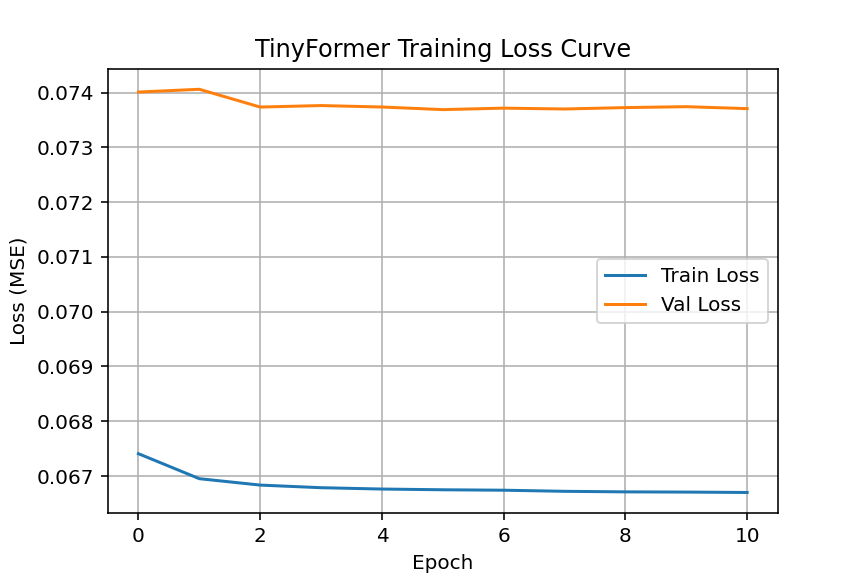 TinyFormer Training Loss Curve
Loss (MSE)
0.074
0.073
0.072
0.071
0.070
0.069
0.068
0.067
Train Loss
Val Loss
0 2 4 6 8 10
Epoch